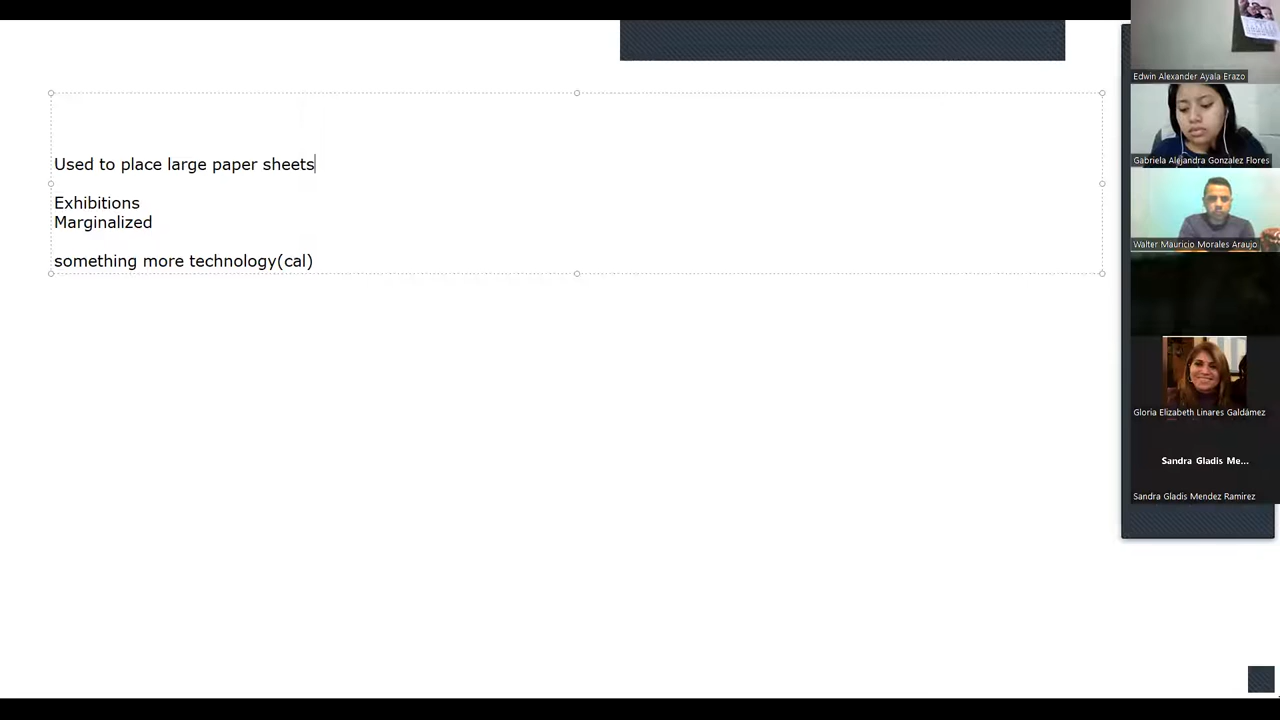 Used to place large paper sheets
Exhibitions
Marginalized
something more technology(cal)
Edwin Alexander Ayala Erazo
Gabriela Alejandra Gonzalez Flores
Walter Mauricio Morales Araujo
Gloria Elizabeth Linares Galdámez
Sandra Gladis Me...
Sandra Gladis Mendez Ramirez